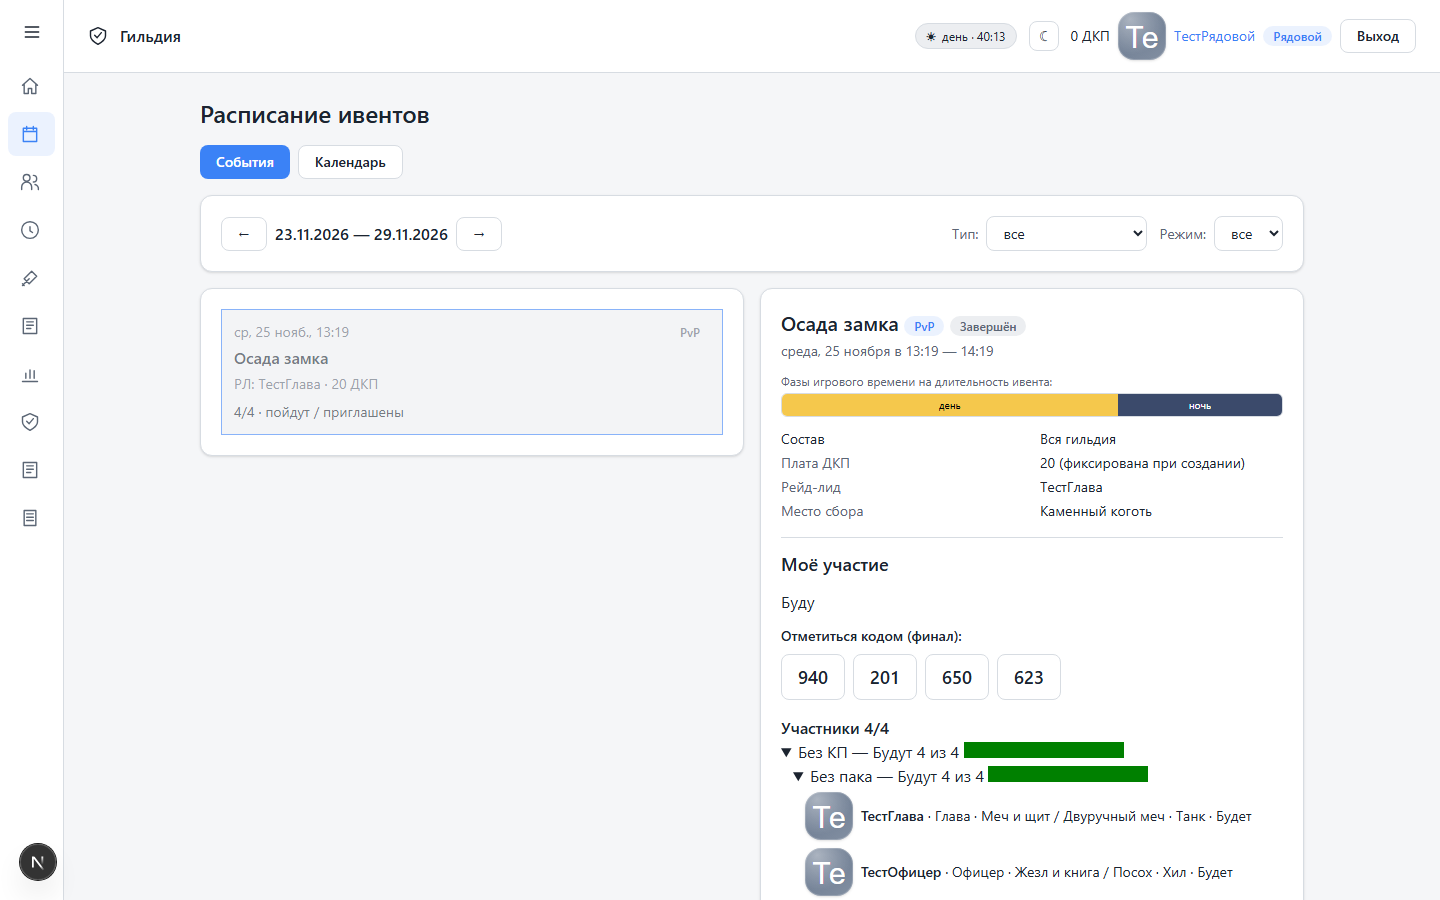 Гильдия
☀ день · 40:13
☾
0 ДКП
Te
ТестРядовой
Рядовой
Выход
Расписание ивентов
События
Календарь
←
23.11.2026 — 29.11.2026
→
Тип:
все
Режим:
все
ср, 25 нояб., 13:19
PvP
Осада замка
РЛ: ТестГлава · 20 ДКП
4/4 · пойдут / приглашены
Осада замка PvP Завершён
среда, 25 ноября в 13:19 — 14:19
Фазы игрового времени на длительность ивента:
день
ночь
Состав Вся гильдия
Плата ДКП 20 (фиксирована при создании)
Рейд-лид ТестГлава
Место сбора Каменный коготь
Моё участие
Буду
Отметиться кодом (финал):
940 201 650 623
Участники 4/4
▼ Без КП — Будут 4 из 4
▼ Без пака — Будут 4 из 4
Te ТестГлава · Глава · Меч и щит / Двуручный меч · Танк · Будет
Te ТестОфицер · Офицер · Жезл и книга / Посох · Хил · Будет
N